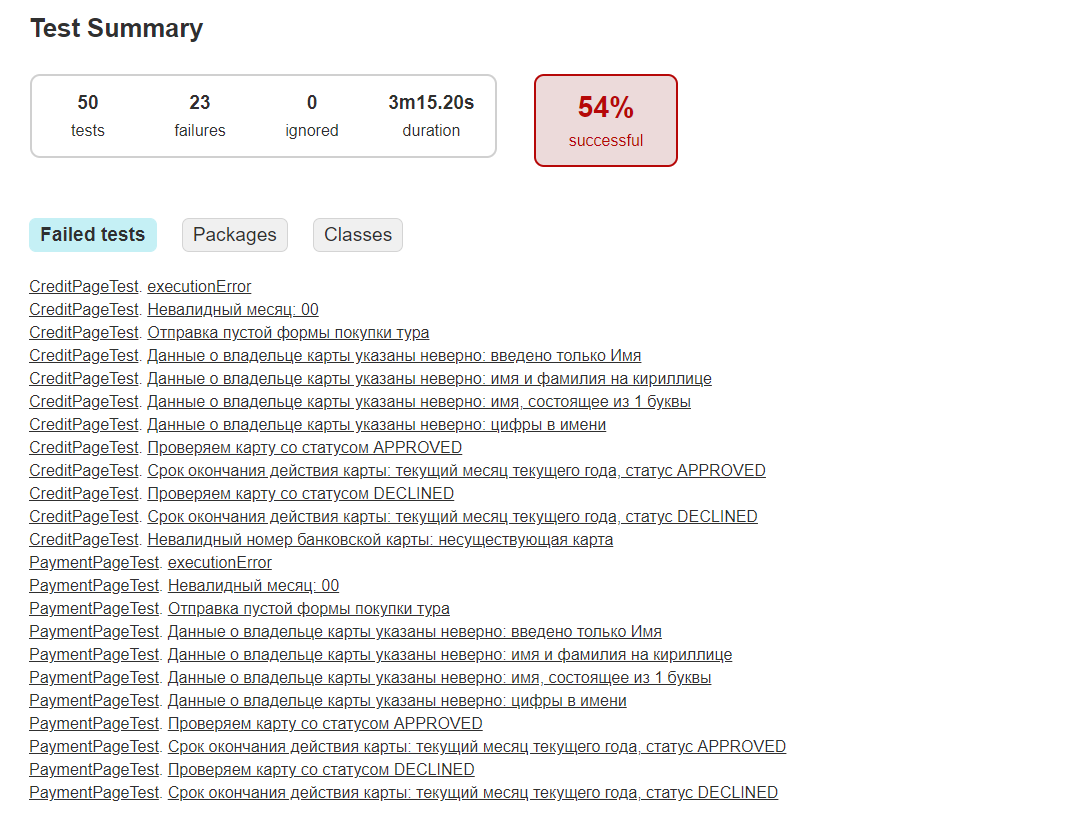 Test Summary
50 23 0 3m15.20s
tests failures ignored duration
54%
successful
Failed tests Packages Classes
CreditPageTest. executionError
CreditPageTest. Невалидный месяц: 00
CreditPageTest. Отправка пустой формы покупки тура
CreditPageTest. Данные о владельце карты указаны неверно: введено только Имя
CreditPageTest. Данные о владельце карты указаны неверно: имя и фамилия на кириллице
CreditPageTest. Данные о владельце карты указаны неверно: имя, состоящее из 1 буквы
CreditPageTest. Данные о владельце карты указаны неверно: цифры в имени
CreditPageTest. Проверяем карту со статусом APPROVED
CreditPageTest. Срок окончания действия карты: текущий месяц текущего года, статус APPROVED
CreditPageTest. Проверяем карту со статусом DECLINED
CreditPageTest. Срок окончания действия карты: текущий месяц текущего года, статус DECLINED
CreditPageTest. Невалидный номер банковской карты: несуществующая карта
PaymentPageTest. executionError
PaymentPageTest. Невалидный месяц: 00
PaymentPageTest. Отправка пустой формы покупки тура
PaymentPageTest. Данные о владельце карты указаны неверно: введено только Имя
PaymentPageTest. Данные о владельце карты указаны неверно: имя и фамилия на кириллице
PaymentPageTest. Данные о владельце карты указаны неверно: имя, состоящее из 1 буквы
PaymentPageTest. Данные о владельце карты указаны неверно: цифры в имени
PaymentPageTest. Проверяем карту со статусом APPROVED
PaymentPageTest. Срок окончания действия карты: текущий месяц текущего года, статус APPROVED
PaymentPageTest. Проверяем карту со статусом DECLINED
PaymentPageTest. Срок окончания действия карты: текущий месяц текущего года, статус DECLINED